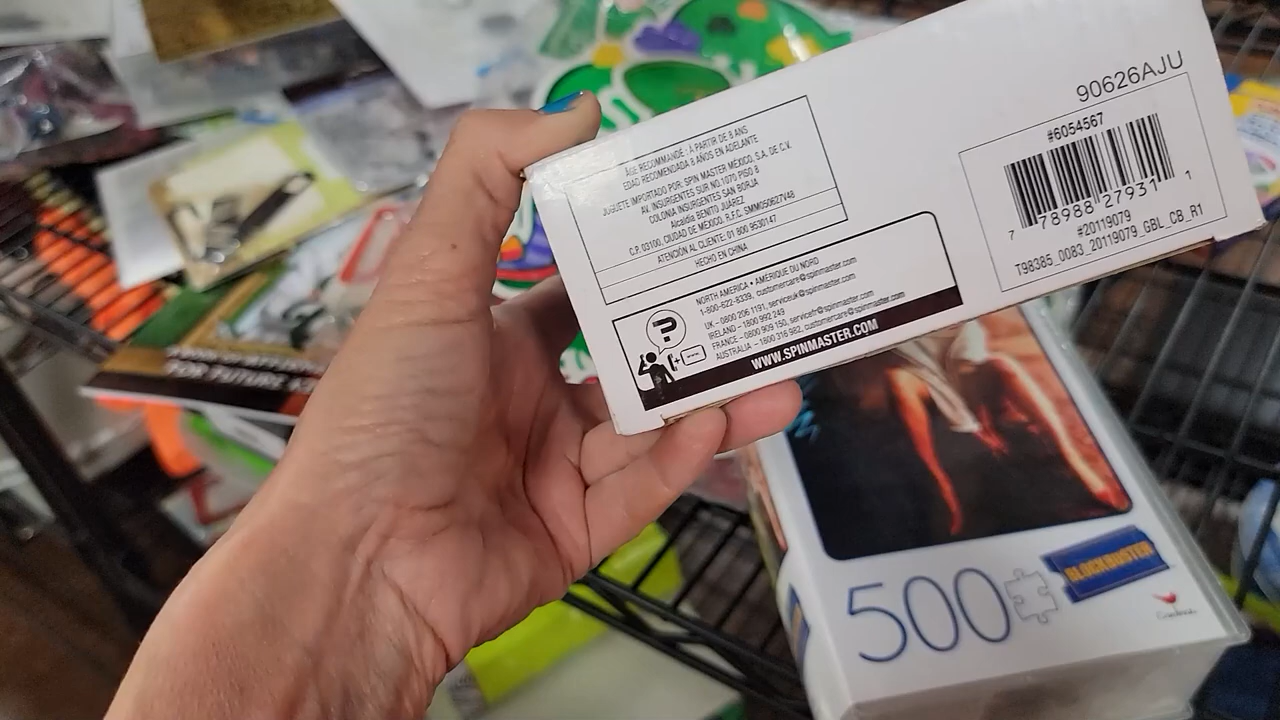 ÂGE RECOMMANDÉ : À PARTIR DE 8 ANS
EDAD RECOMENDADA 8 AÑOS EN ADELANTE
JUGUETE IMPORTADO POR: SPIN MASTER MÉXICO, S.A. DE C.V.
AV. INSURGENTES SUR NO.1070 PISO 8
COLONIA INSURGENTES SAN BORJA
Alcaldía BENITO JUÁREZ
C.P. 03100, CIUDAD DE MÉXICO, R.F.C. SMM050627V48
ATENCIÓN AL CLIENTE: 01 800 9530147
HECHO EN CHINA
NORTH AMERICA • AMÉRIQUE DU NORD
1-800-622-8339, customercare@spinmaster.com
UK – 0800 206 1191, serviceuk@spinmaster.com
IRELAND – 1800 992 249
FRANCE – 0800 909 150, servicefr@spinmaster.com
AUSTRALIA – 1800 316 982, customercare@spinmaster.com
WWW.SPINMASTER.COM
90626AJU
#6054567
7 78988 27931 1
#20119079
T98385_0083_20119079_GBL_CB_R1
500
BLOCKBUSTER
Cardinal